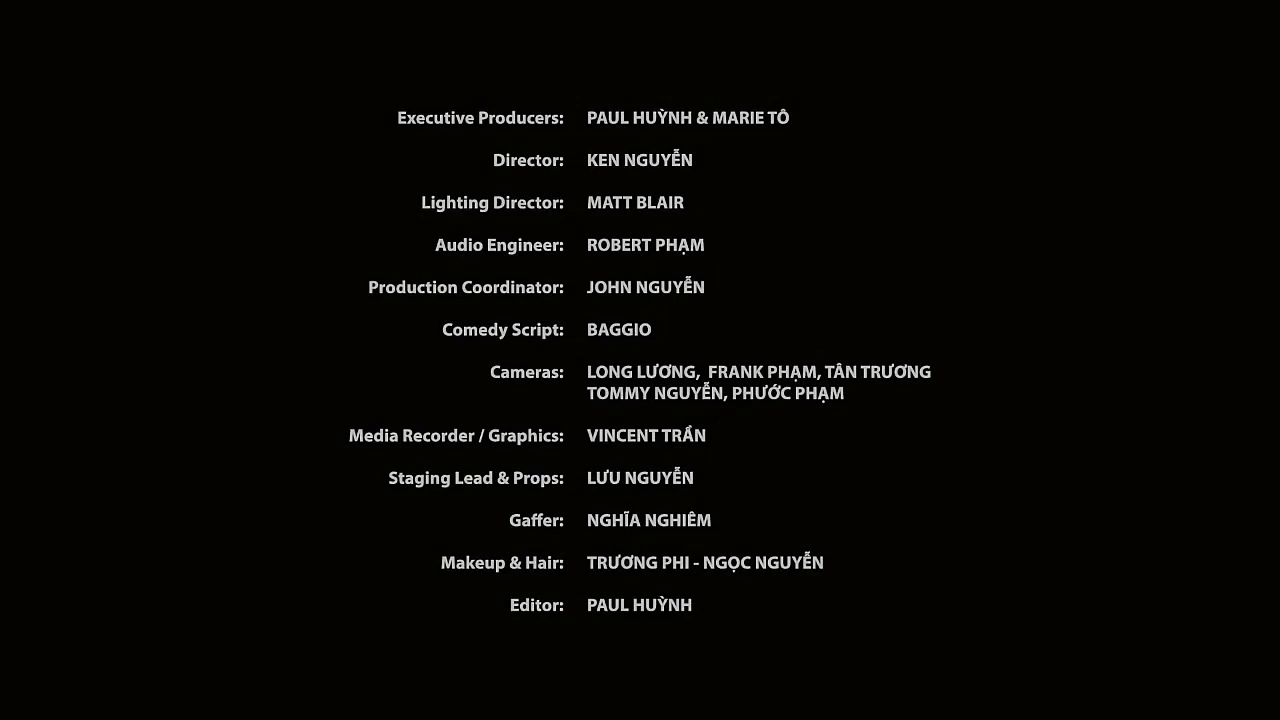 Executive Producers: PAUL HUỲNH & MARIE TÔ
Director: KEN NGUYỄN
Lighting Director: MATT BLAIR
Audio Engineer: ROBERT PHẠM
Production Coordinator: JOHN NGUYỄN
Comedy Script: BAGGIO
Cameras: LONG LƯƠNG, FRANK PHẠM, TÂN TRƯƠNG
TOMMY NGUYỄN, PHƯỚC PHẠM
Media Recorder / Graphics: VINCENT TRẦN
Staging Lead & Props: LƯU NGUYỄN
Gaffer: NGHĨA NGHIÊM
Makeup & Hair: TRƯƠNG PHI - NGỌC NGUYỄN
Editor: PAUL HUỲNH